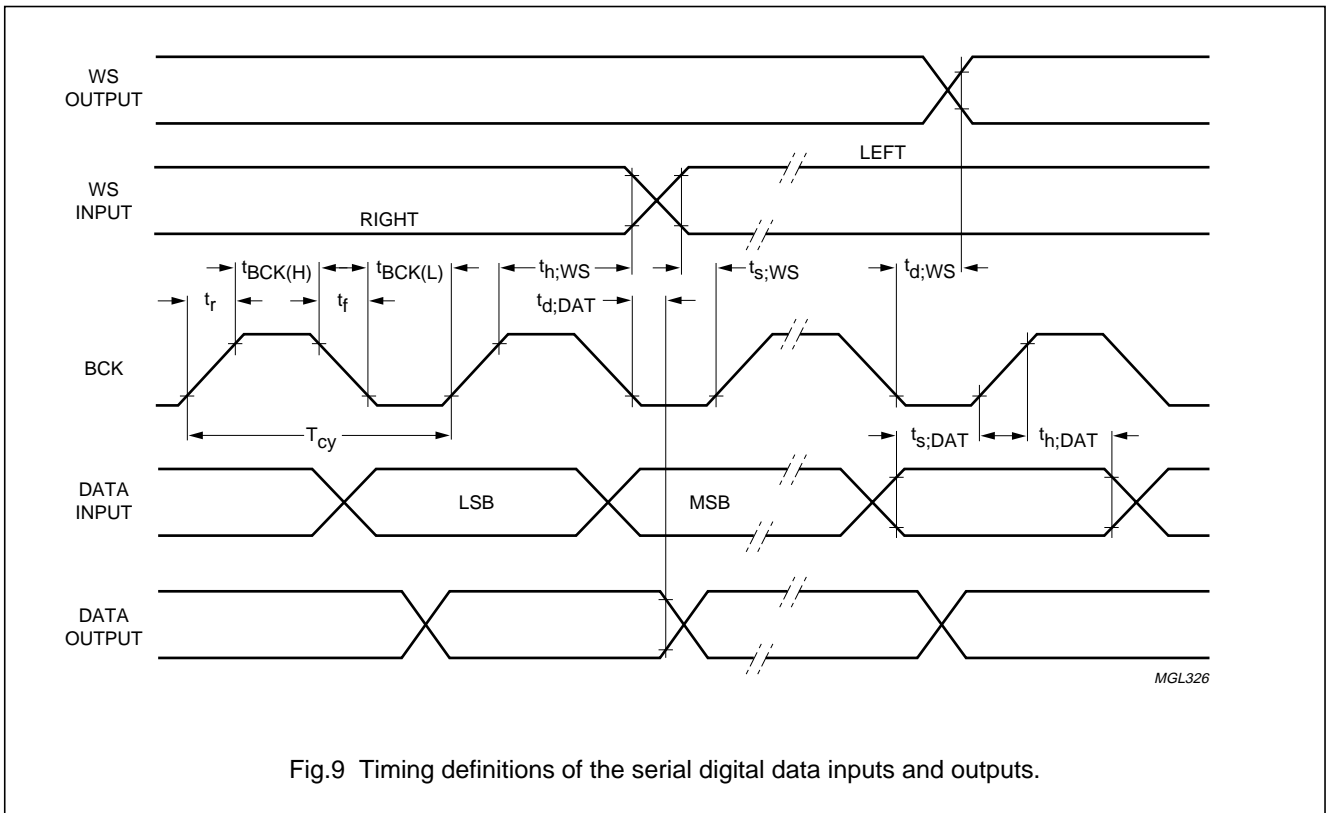 WS
OUTPUT
LEFT
WS
INPUT
RIGHT
tBCK(H)
tBCK(L)
th;WS
ts;WS
td;WS
tr
tf
td;DAT
BCK
Tcy
ts;DAT
th;DAT
DATA
INPUT
LSB
MSB
DATA
OUTPUT
MGL326
Fig.9 Timing definitions of the serial digital data inputs and outputs.